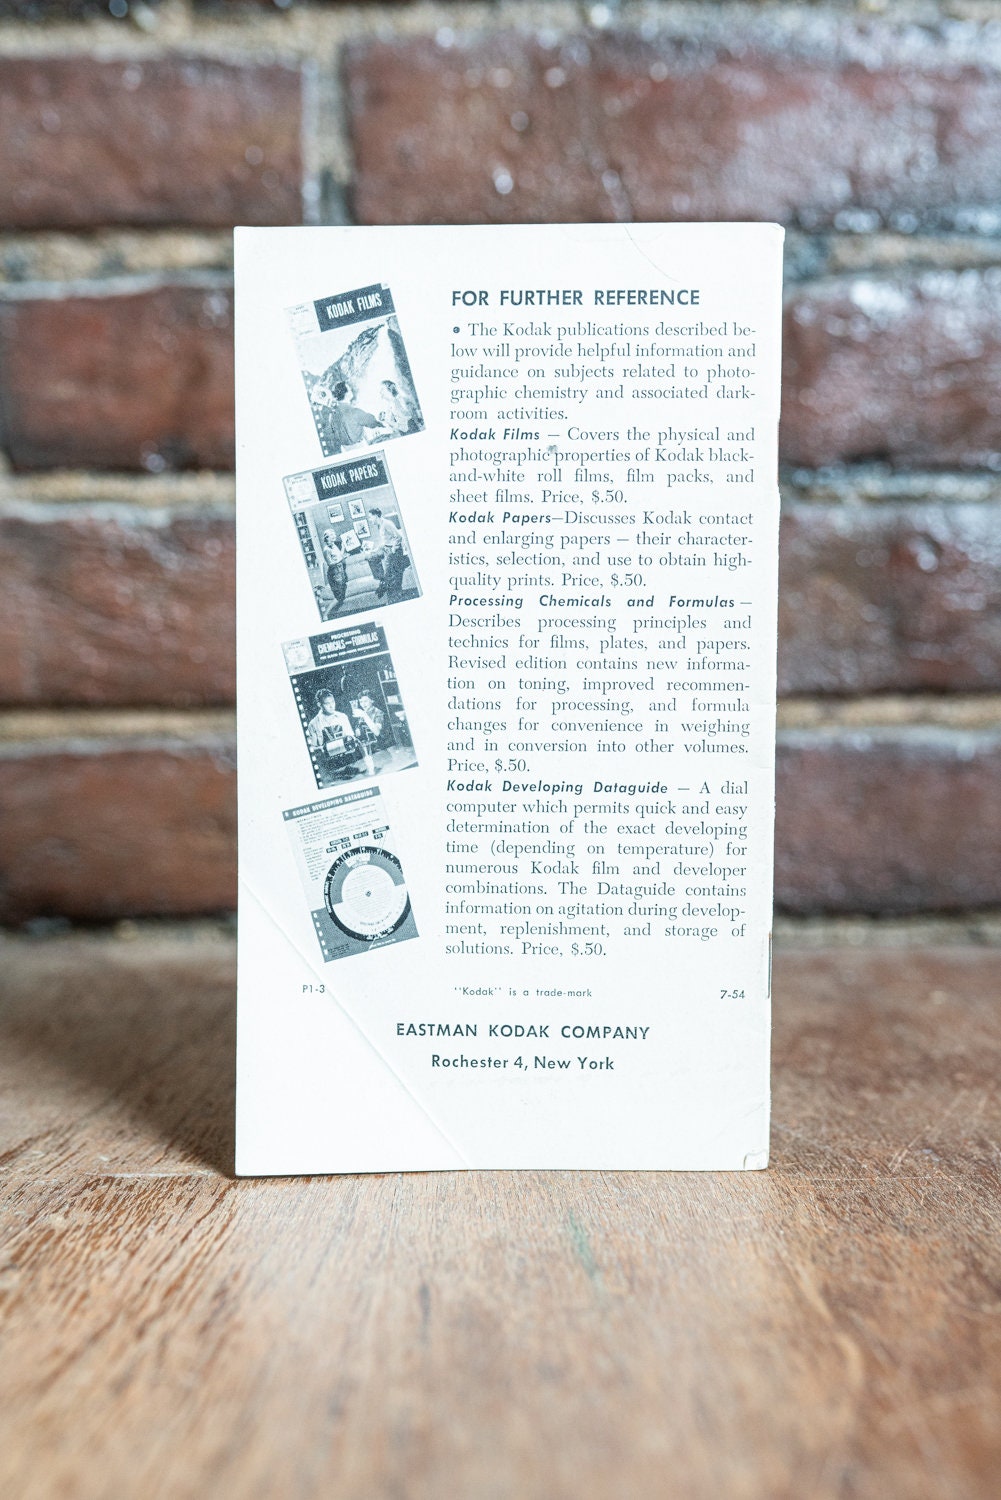 KODAK FILMS
KODAK PAPERS
PROCESSING
CHEMICALS and FORMULAS
KODAK DEVELOPING DATAGUIDE
FOR FURTHER REFERENCE
• The Kodak publications described be-
low will provide helpful information and
guidance on subjects related to photo-
graphic chemistry and associated dark-
room activities.
Kodak Films — Covers the physical and
photographic properties of Kodak black-
and-white roll films, film packs, and
sheet films. Price, $.50.
Kodak Papers—Discusses Kodak contact
and enlarging papers — their character-
istics, selection, and use to obtain high-
quality prints. Price, $.50.
Processing Chemicals and Formulas —
Describes processing principles and
technics for films, plates, and papers.
Revised edition contains new informa-
tion on toning, improved recommen-
dations for processing, and formula
changes for convenience in weighing
and in conversion into other volumes.
Price, $.50.
Kodak Developing Dataguide — A dial
computer which permits quick and easy
determination of the exact developing
time (depending on temperature) for
numerous Kodak film and developer
combinations. The Dataguide contains
information on agitation during develop-
ment, replenishment, and storage of
solutions. Price, $.50.
P1-3 "Kodak" is a trade-mark 7-54
EASTMAN KODAK COMPANY
Rochester 4, New York